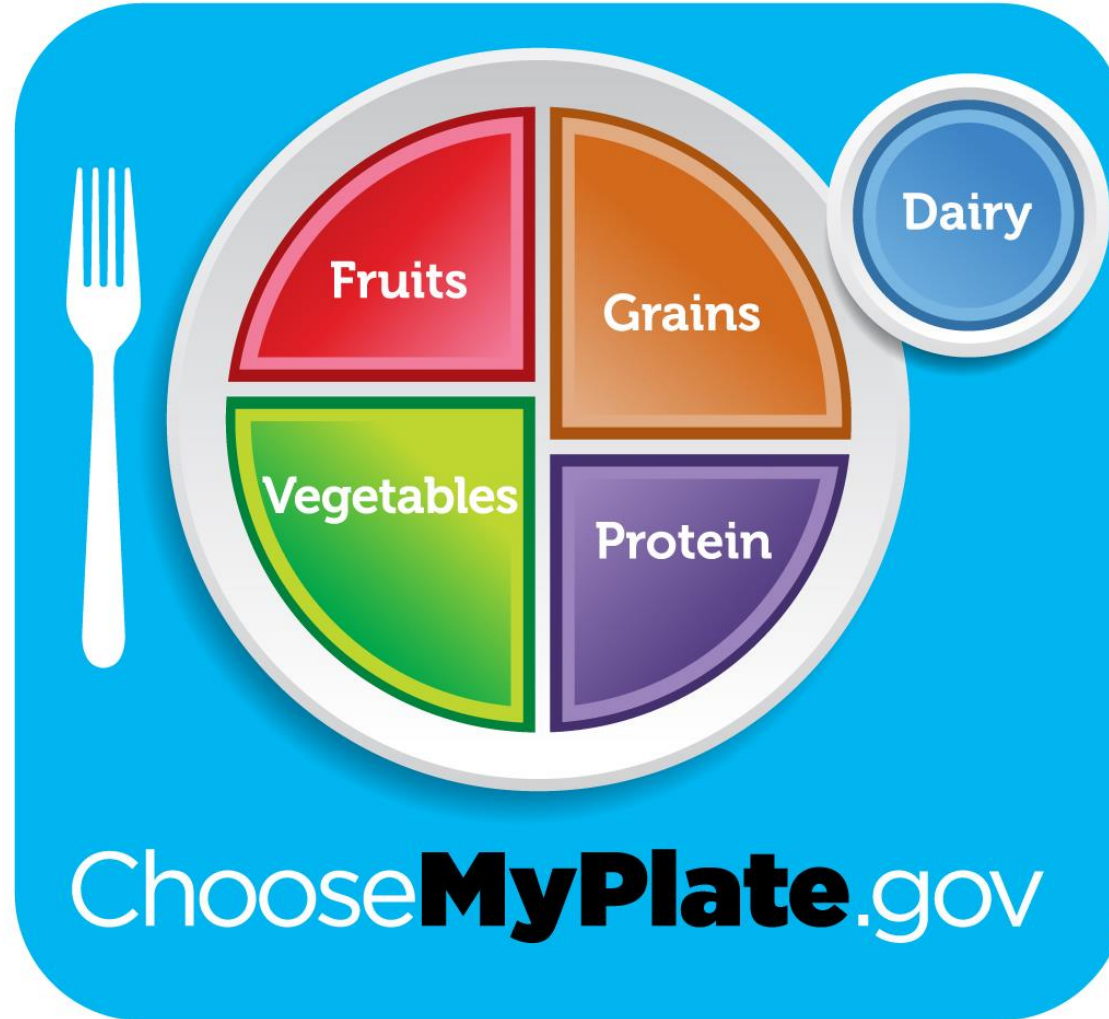 Fruits
Grains
Dairy
Vegetables
Protein
ChooseMyPlate.gov